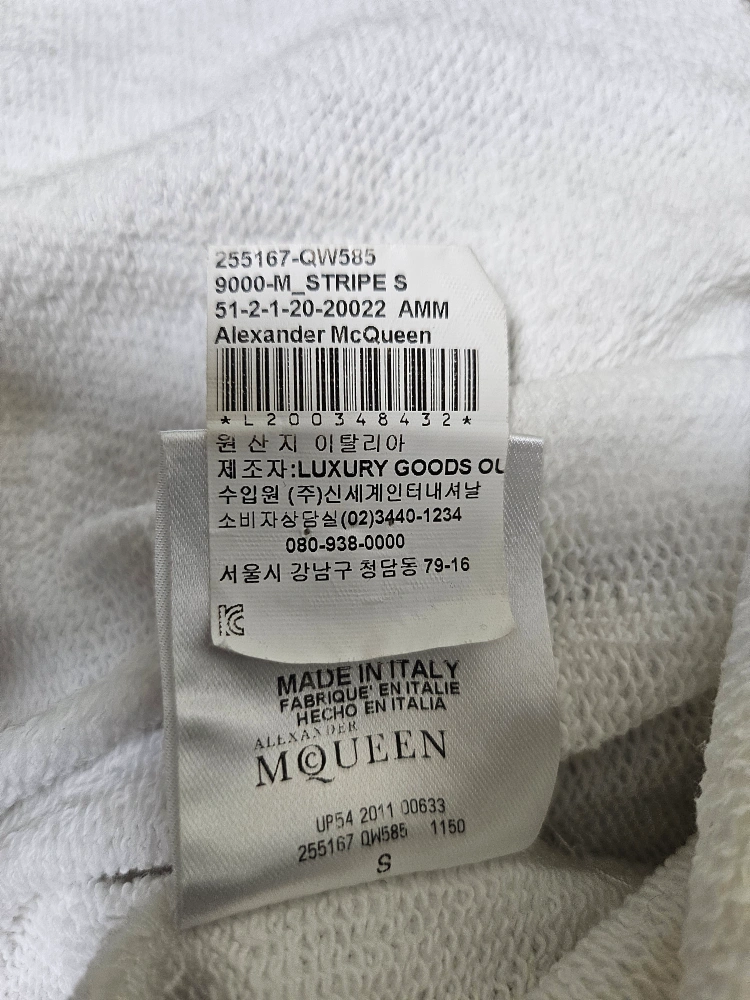 255167-QW585
9000-M_STRIPE S
51-2-1-20-20022 AMM
Alexander McQueen
*L200348432*
원 산 지 이탈리아
제조자:LUXURY GOODS OU
수입원 (주)신세계인터내셔날
소비자상담실(02)3440-1234
080-938-0000
서울시 강남구 청담동 79-16
MADE IN ITALY
FABRIQUE' EN ITALIE
HECHO EN ITALIA
ALEXANDER
MCQUEEN
UP54 2011 00633
255167 QW585 1150
S